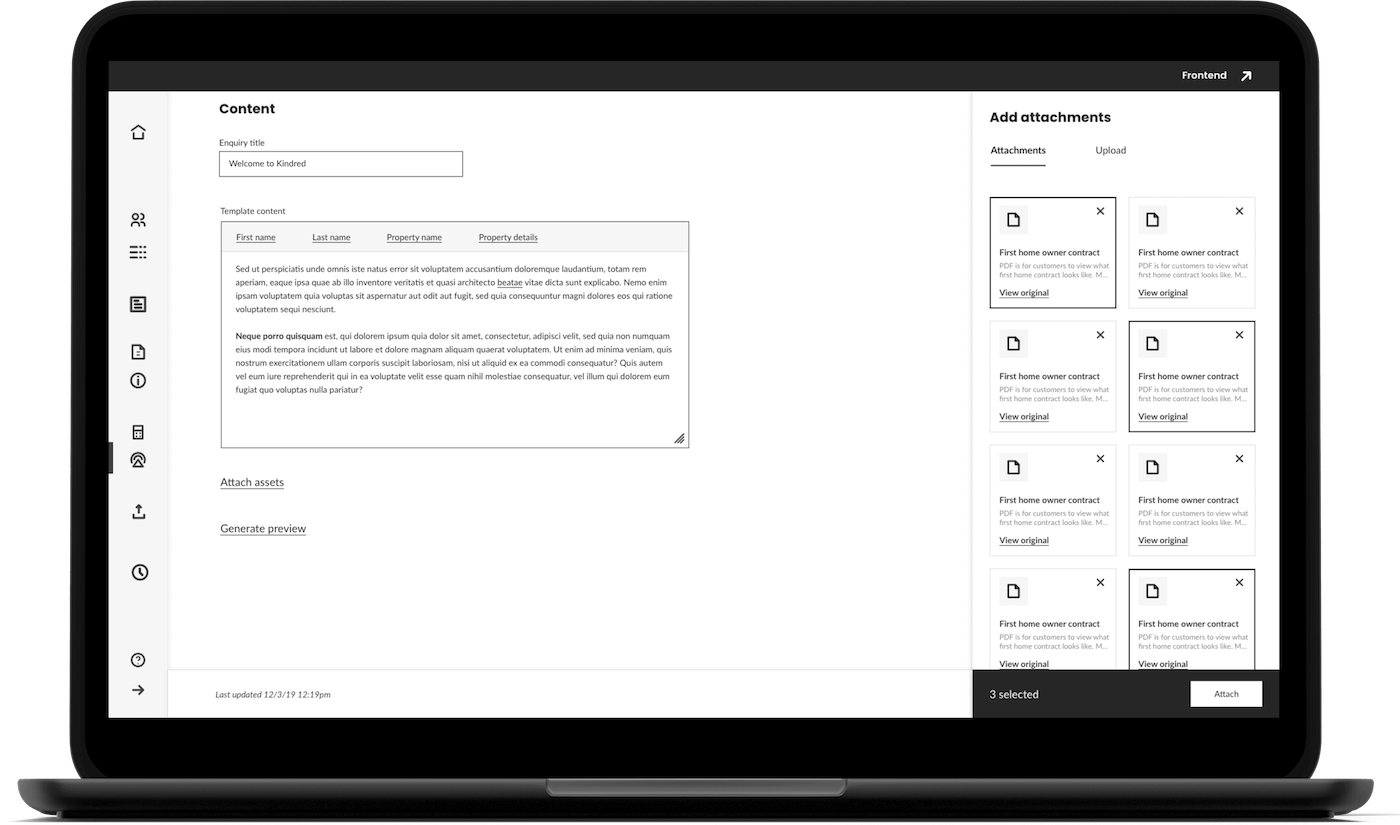 Frontend
Content
Enquiry title
Welcome to Kindred
Template content
First name Last name Property name Property details
Sed ut perspiciatis unde omnis iste natus error sit voluptatem accusantium doloremque laudantium, totam rem
aperiam, eaque ipsa quae ab illo inventore veritatis et quasi architecto beatae vitae dicta sunt explicabo. Nemo enim
ipsam voluptatem quia voluptas sit aspernatur aut odit aut fugit, sed quia consequuntur magni dolores eos qui ratione
voluptatem sequi nesciunt.
Neque porro quisquam est, qui dolorem ipsum quia dolor sit amet, consectetur, adipisci velit, sed quia non numquam
eius modi tempora incidunt ut labore et dolore magnam aliquam quaerat voluptatem. Ut enim ad minima veniam, quis
nostrum exercitationem ullam corporis suscipit laboriosam, nisi ut aliquid ex ea commodi consequatur? Quis autem
vel eum iure reprehenderit qui in ea voluptate velit esse quam nihil molestiae consequatur, vel illum qui dolorem eum
fugiat quo voluptas nulla pariatur?
Attach assets
Generate preview
Last updated 12/3/19 12:19pm
Add attachments
Attachments Upload
First home owner contract
PDF is for customers to view what
first home contract looks like. M...
View original
First home owner contract
PDF is for customers to view what
first home contract looks like. M...
View original
First home owner contract
PDF is for customers to view what
first home contract looks like. M...
View original
First home owner contract
PDF is for customers to view what
first home contract looks like. M...
View original
First home owner contract
PDF is for customers to view what
first home contract looks like. M...
View original
First home owner contract
PDF is for customers to view what
first home contract looks like. M...
View original
First home owner contract
PDF is for customers to view what
first home contract looks like. M...
View original
First home owner contract
PDF is for customers to view what
first home contract looks like. M...
View original
3 selected
Attach